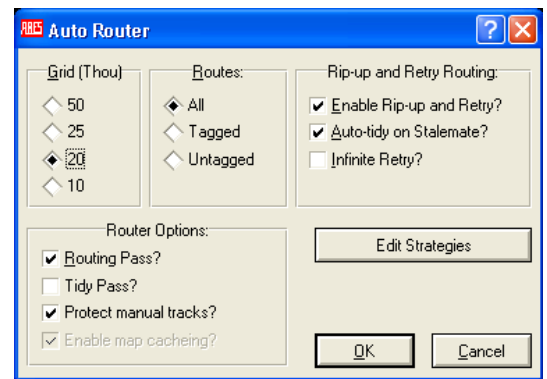 ARES Auto Router
Grid (Thou)
50
25
20
10
Routes:
All
Tagged
Untagged
Rip-up and Retry Routing:
Enable Rip-up and Retry?
Auto-tidy on Stalemate?
Infinite Retry?
Router Options:
Routing Pass?
Tidy Pass?
Protect manual tracks?
Enable map cacheing?
Edit Strategies
OK
Cancel